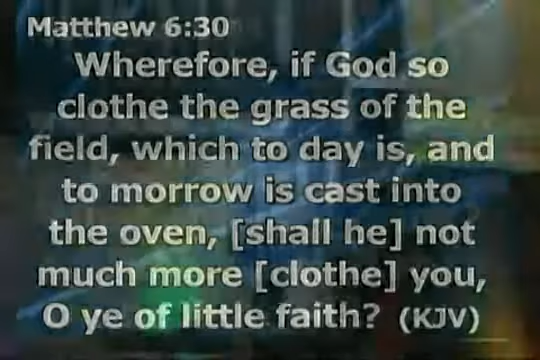 Matthew 6:30
Wherefore, if God so
clothe the grass of the
field, which to day is, and
to morrow is cast into
the oven, [shall he] not
much more [clothe] you,
O ye of little faith? (KJV)